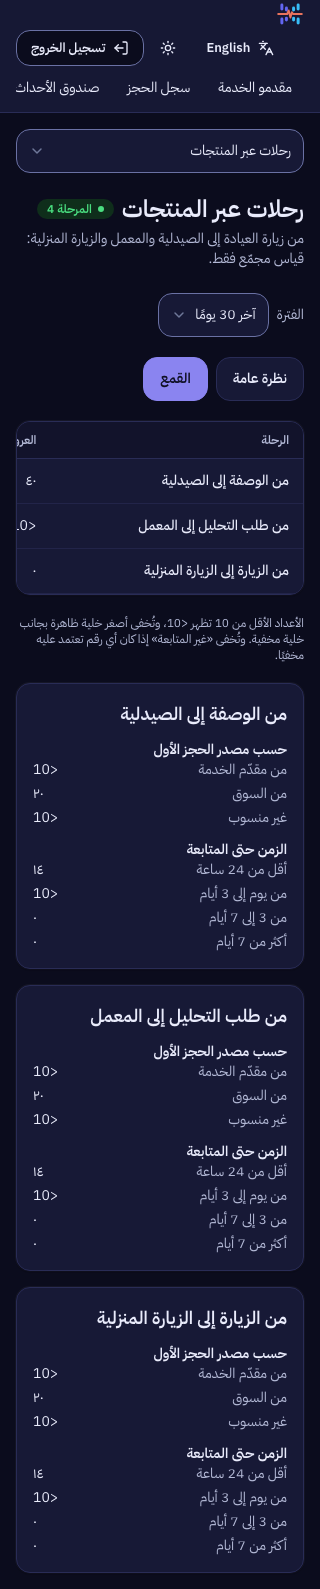 English
تسجيل الخروج
مقدمو الخدمة
سجل الحجز
صندوق الأحداث
رحلات عبر المنتجات
رحلات عبر المنتجات
المرحلة 4
من زيارة العيادة إلى الصيدلية والمعمل والزيارة المنزلية:
قياس مجمّع فقط.
الفترة
آخر 30 يومًا
نظرة عامة
القمع
الرحلة
من الوصفة إلى الصيدلية ٤٠
من طلب التحليل إلى المعمل
من الزيارة إلى الزيارة المنزلية ٠
الأعداد الأقل من 10 تظهر <10، وتُخفى أصغر خلية ظاهرة بجانب
خلية مخفية. وتُخفى «غير المتابعة» إذا كان أي رقم تعتمد عليه
مخفيًا.
من الوصفة إلى الصيدلية
حسب مصدر الحجز الأول
من مقدّم الخدمة <10
من السوق ٢٠
غير منسوب <10
الزمن حتى المتابعة
أقل من 24 ساعة ١٤
من يوم إلى 3 أيام <10
من 3 إلى 7 أيام ٠
أكثر من 7 أيام ٠
من طلب التحليل إلى المعمل
حسب مصدر الحجز الأول
من مقدّم الخدمة <10
من السوق ٢٠
غير منسوب <10
الزمن حتى المتابعة
أقل من 24 ساعة ١٤
من يوم إلى 3 أيام <10
من 3 إلى 7 أيام ٠
أكثر من 7 أيام ٠
من الزيارة إلى الزيارة المنزلية
حسب مصدر الحجز الأول
من مقدّم الخدمة <10
من السوق ٢٠
غير منسوب <10
الزمن حتى المتابعة
أقل من 24 ساعة ١٤
من يوم إلى 3 أيام <10
من 3 إلى 7 أيام ٠
أكثر من 7 أيام ٠